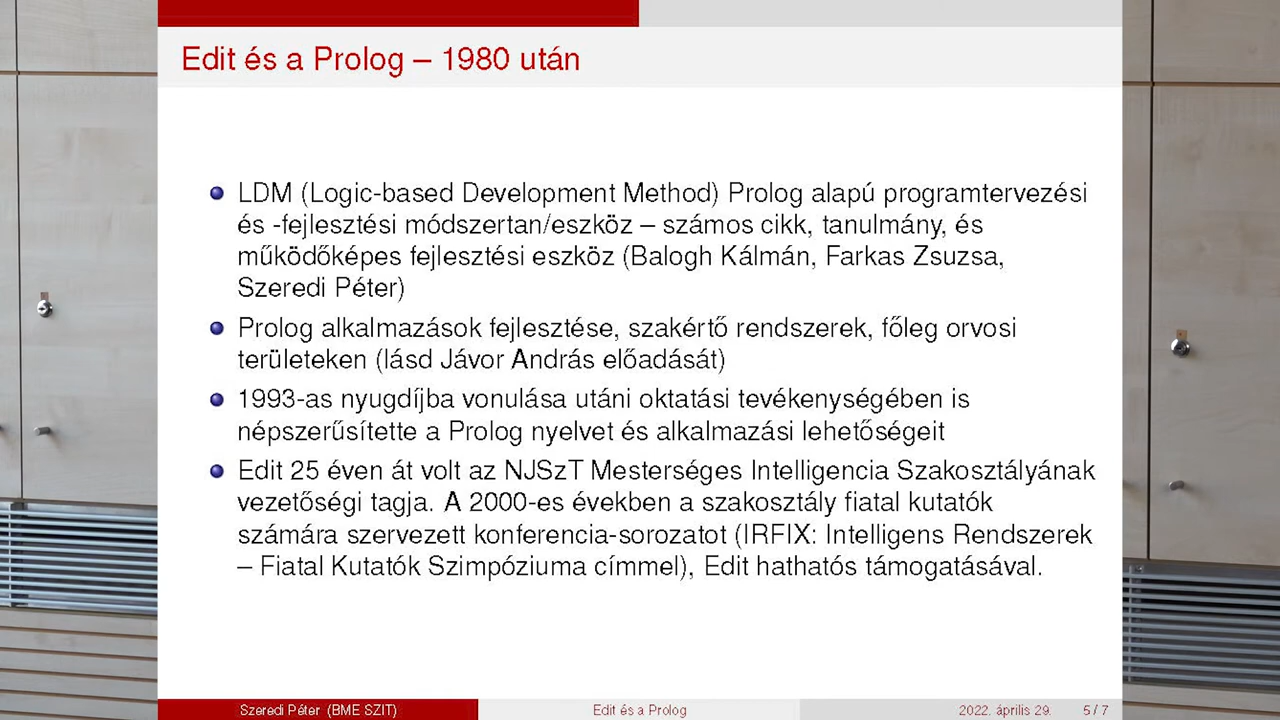 Edit és a Prolog – 1980 után
LDM (Logic-based Development Method) Prolog alapú programtervezési
és -fejlesztési módszertan/eszköz – számos cikk, tanulmány, és
működőképes fejlesztési eszköz (Balogh Kálmán, Farkas Zsuzsa,
Szeredi Péter)
Prolog alkalmazások fejlesztése, szakértő rendszerek, főleg orvosi
területeken (lásd Jávor András előadását)
1993-as nyugdíjba vonulása utáni oktatási tevékenységében is
népszerűsítette a Prolog nyelvet és alkalmazási lehetőségeit
Edit 25 éven át volt az NJSzT Mesterséges Intelligencia Szakosztályának
vezetőségi tagja. A 2000-es években a szakosztály fiatal kutatók
számára szervezett konferencia-sorozatot (IRFIX: Intelligens Rendszerek
– Fiatal Kutatók Szimpóziuma címmel), Edit hathatós támogatásával.
Szeredi Péter (BME SZIT) Edit és a Prolog 2022. április 29. 5 / 7